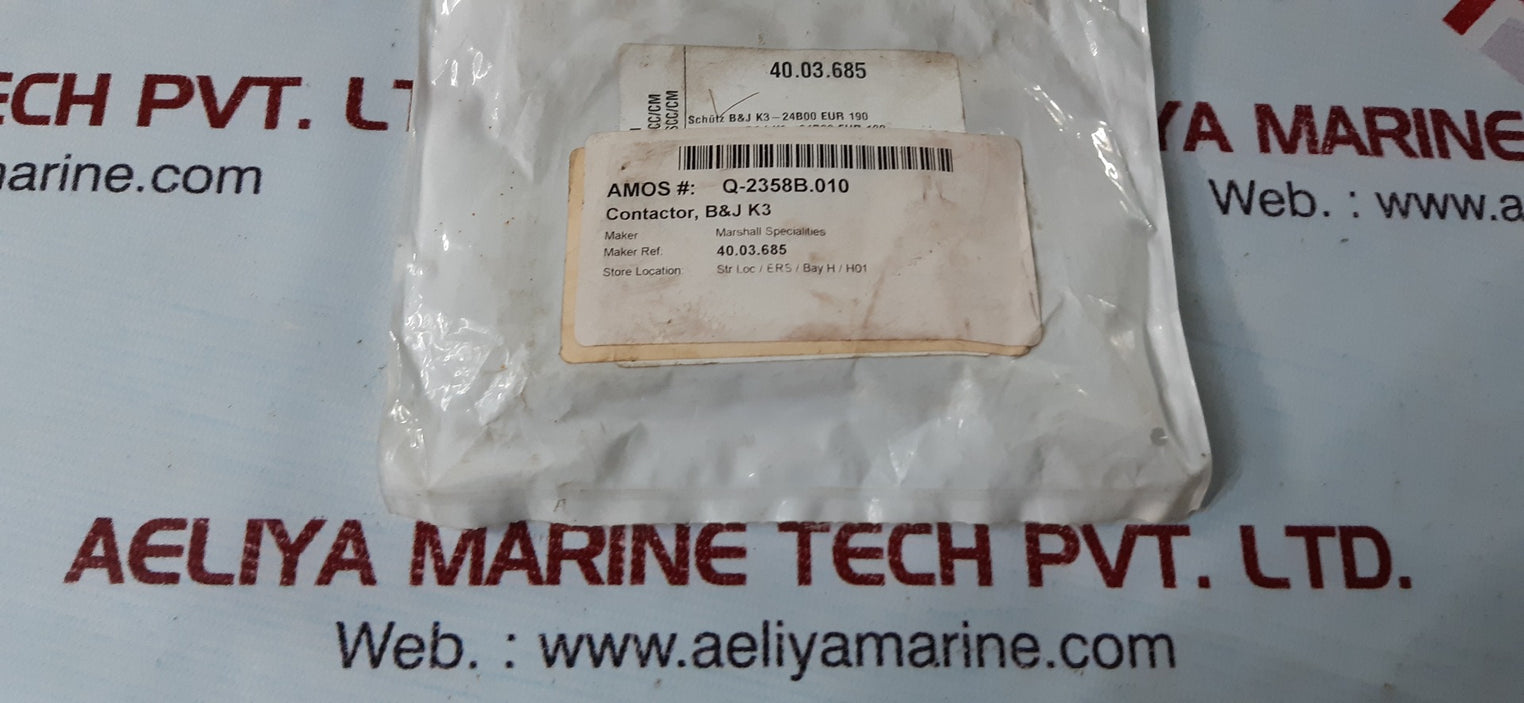 ECH PVT. LT
arine.com
YA MARINE
Web. : www.a
40.03.685
CC/CM
SCC/CM
Schütz B&J K3-24B00 EUR 190
AMOS #: Q-2358B.010
Contactor, B&J K3
Maker Marshall Specialities
Maker Ref. 40.03.685
Store Location: Str Loc / ERS / Bay H / H01
AELIYA MARINE TECH PVT. LTD.
Web. : www.aeliyamarine.com